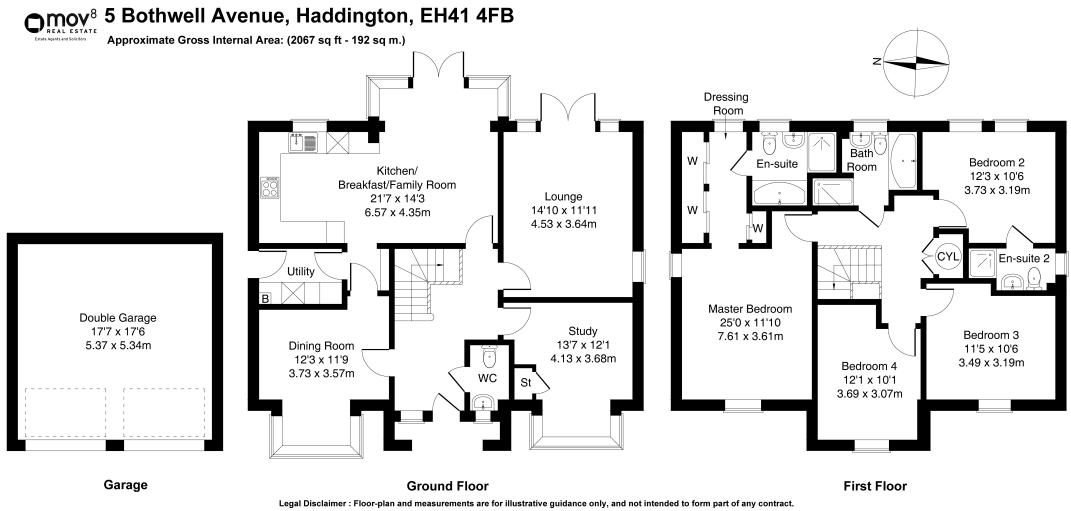 mov8
REAL ESTATE
Estate Agents and Solicitors
5 Bothwell Avenue, Haddington, EH41 4FB
Approximate Gross Internal Area: (2067 sq ft - 192 sq m.)
N
Double Garage
17'7 x 17'6
5.37 x 5.34m
Garage
Kitchen/
Breakfast/Family Room
21'7 x 14'3
6.57 x 4.35m
Lounge
14'10 x 11'11
4.53 x 3.64m
Utility
B
Dining Room
12'3 x 11'9
3.73 x 3.57m
WC
St
Study
13'7 x 12'1
4.13 x 3.68m
Ground Floor
Dressing
Room
W
W
W
En-suite
Bath
Room
Bedroom 2
12'3 x 10'6
3.73 x 3.19m
CYL
En-suite 2
Master Bedroom
25'0 x 11'10
7.61 x 3.61m
Bedroom 3
11'5 x 10'6
3.49 x 3.19m
Bedroom 4
12'1 x 10'1
3.69 x 3.07m
First Floor
Legal Disclaimer : Floor-plan and measurements are for illustrative guidance only, and not intended to form part of any contract.